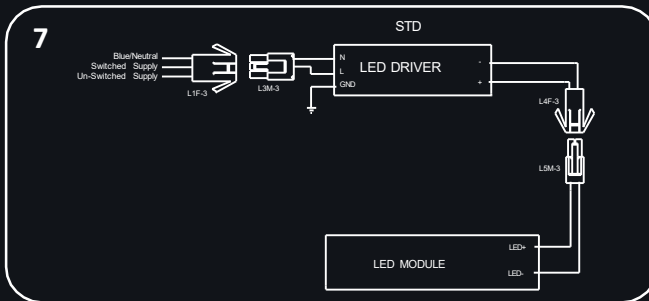 7
STD
Blue/Neutral
Switched Supply
Un-Switched Supply
L1F-3
L3M-3
N
L
GND
LED DRIVER
-
+
L4F-3
L5M-3
LED MODULE
LED+
LED-